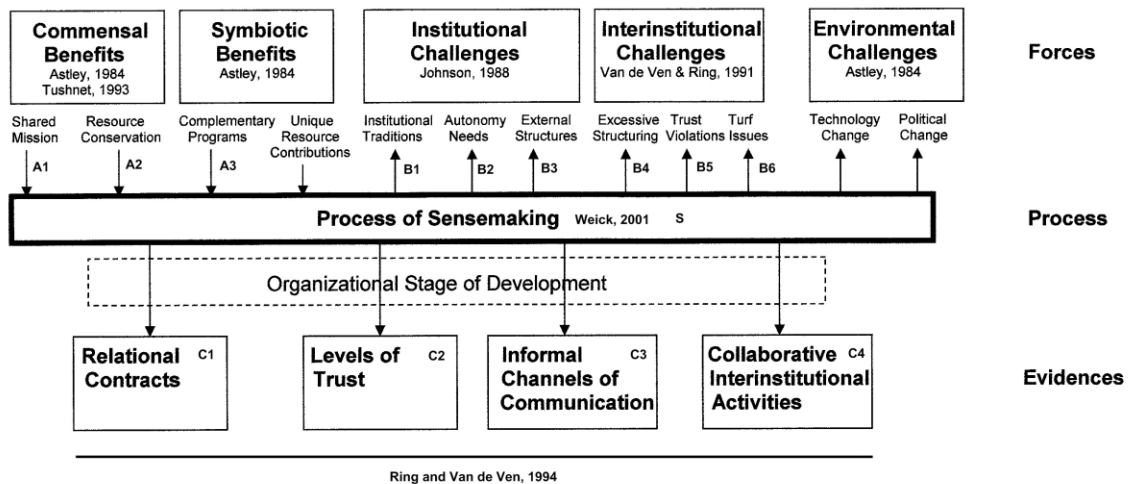 Commensal
Benefits
Astley, 1984
Tushnet, 1993
Symbiotic
Benefits
Astley, 1984
Institutional
Challenges
Johnson, 1988
Interinstitutional
Challenges
Van de Ven & Ring, 1991
Environmental
Challenges
Astley, 1984
Forces
Shared
Mission
Resource
Conservation
Complementary
Programs
Unique
Resource
Contributions
Institutional
Traditions
Autonomy
Needs
External
Structures
Excessive
Structuring
Trust
Violations
Turf
Issues
Technology
Change
Political
Change
A1
A2
A3
B1
B2
B3
B4
B5
B6
Process of Sensemaking Weick, 2001 S
Process
Organizational Stage of Development
Relational C1
Contracts
Levels of C2
Trust
Informal C3
Channels of
Communication
Collaborative C4
Interinstitutional
Activities
Evidences
Ring and Van de Ven, 1994